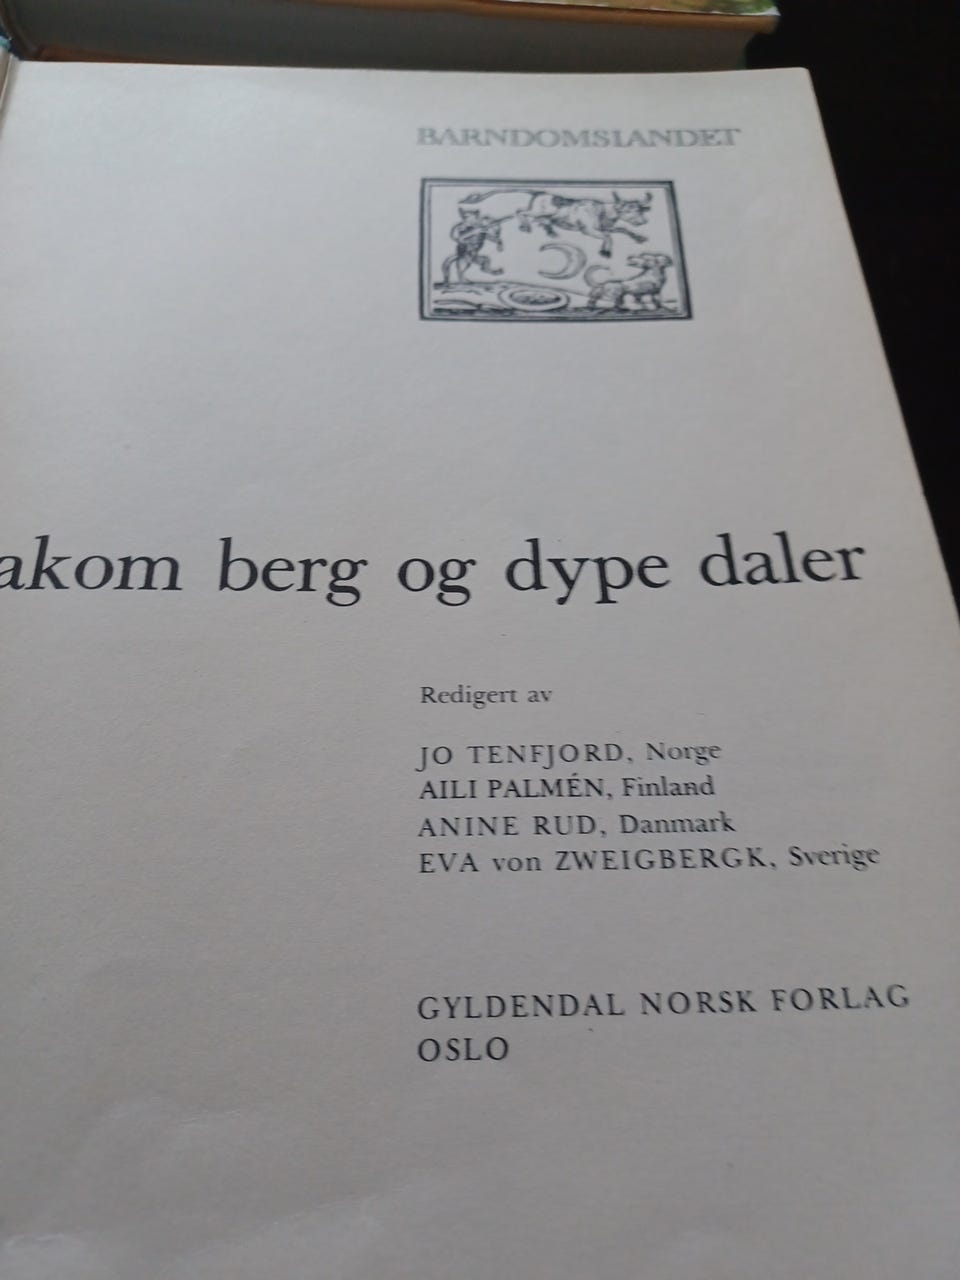 BARNDOMSLANDET
akom berg og dype daler
Redigert av
JO TENFJORD, Norge
AILI PALMÉN, Finland
ANINE RUD, Danmark
EVA von ZWEIGBERGK, Sverige
GYLDENDAL NORSK FORLAG
OSLO